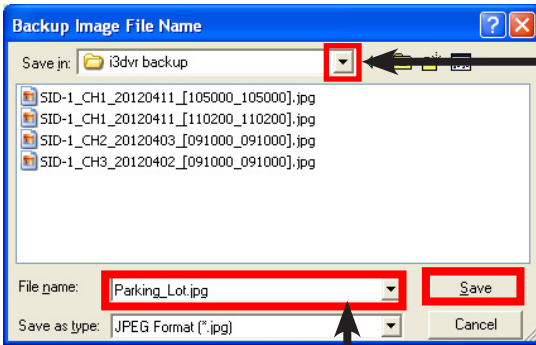 Backup Image File Name
Save in: i3dvr backup
SID-1_CH1_20120411_[105000_105000].jpg
SID-1_CH1_20120411_[110200_110200].jpg
SID-1_CH2_20120403_[091000_091000].jpg
SID-1_CH3_20120402_[091000_091000].jpg
File name: Parking_Lot.jpg Save
Save as type: JPEG Format (*.jpg) Cancel